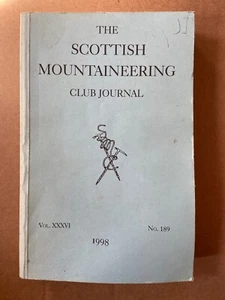 THE
SCOTTISH
MOUNTAINEERING
CLUB JOURNAL
VOL. XXXVI No. 189
1998